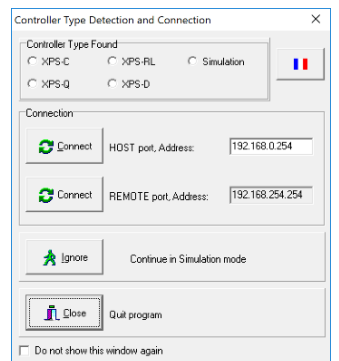 Controller Type Detection and Connection
Controller Type Found
XPS-C XPS-RL Simulation
XPS-Q XPS-D
Connection
Connect HOST port, Address: 192.168.0.254
Connect REMOTE port, Address: 192.168.254.254
Ignore Continue in Simulation mode
Close Quit program
Do not show this window again